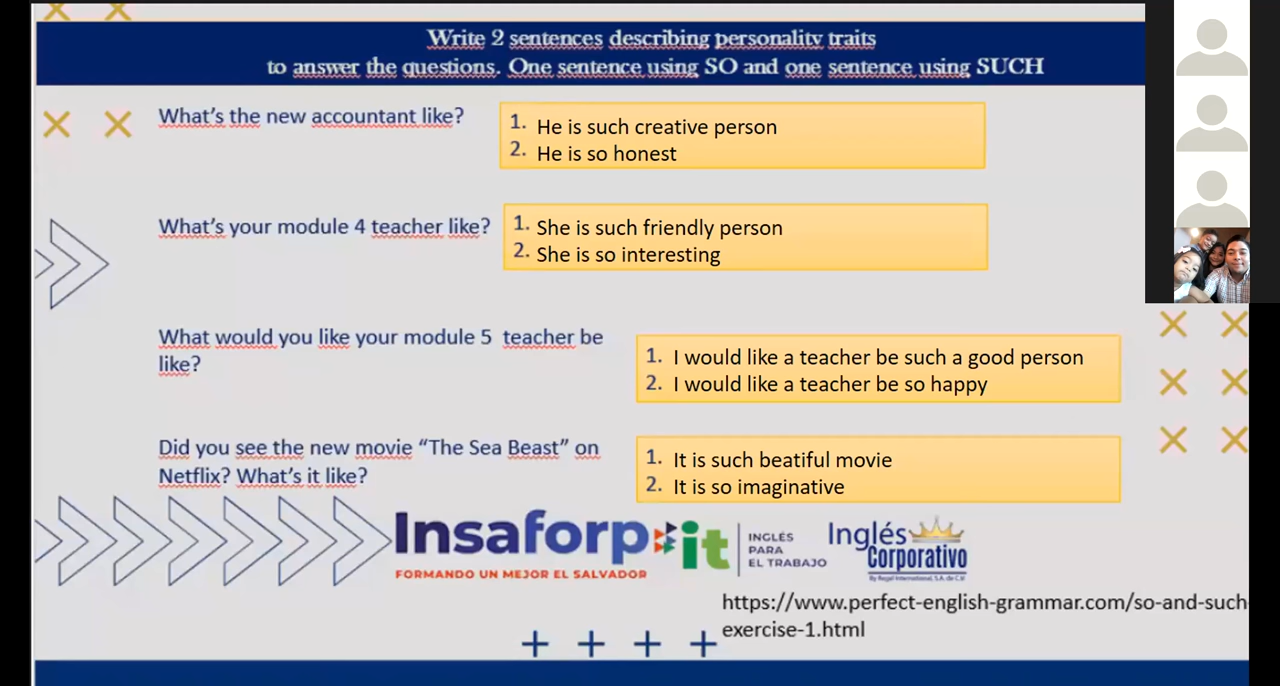 Write 2 sentences describing personality traits
to answer the questions. One sentence using SO and one sentence using SUCH
What's the new accountant like?
1. He is such creative person
2. He is so honest
What's your module 4 teacher like?
1. She is such friendly person
2. She is so interesting
What would you like your module 5 teacher be
like?
1. I would like a teacher be such a good person
2. I would like a teacher be so happy
Did you see the new movie “The Sea Beast” on
Netflix? What's it like?
1. It is such beatiful movie
2. It is so imaginative
Insaforp
FORMANDO UN MEJOR EL SALVADOR
it
INGLÉS
PARA
EL TRABAJO
Inglés
Corporativo
By Regal International, S.A. de C.V.
https://www.perfect-english-grammar.com/so-and-such-
exercise-1.html